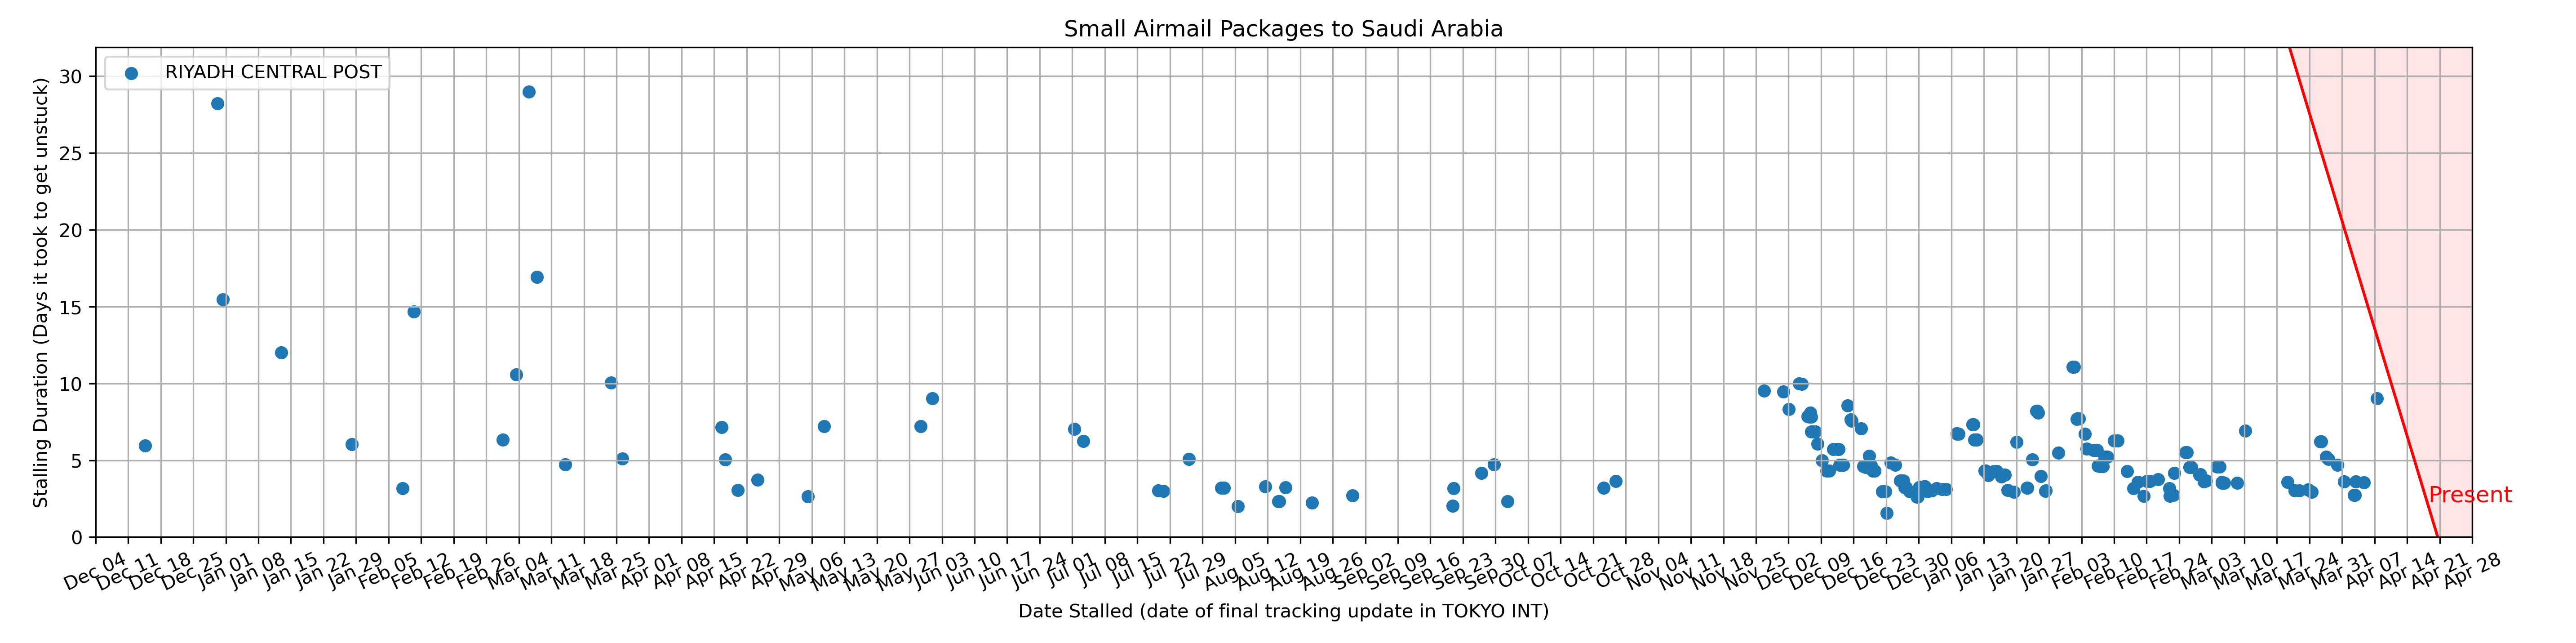 Small Airmail Packages to Saudi Arabia
RIYADH CENTRAL POST
Stalling Duration (Days it took to get unstuck)
30
25
20
15
10
5
0
Present
Dec 04 Dec 11 Dec 18 Dec 25 Jan 01 Jan 08 Jan 15 Jan 22 Jan 29 Feb 05 Feb 12 Feb 19 Feb 26 Mar 04 Mar 11 Mar 18 Mar 25 Apr 01 Apr 08 Apr 15 Apr 22 Apr 29 May 06 May 13 May 20 May 27 Jun 03 Jun 10 Jun 17 Jun 24 Jul 01 Jul 08 Jul 15 Jul 22 Jul 29 Aug 05 Aug 12 Aug 19 Aug 26 Sep 02 Sep 09 Sep 16 Sep 23 Sep 30 Oct 07 Oct 14 Oct 21 Oct 28 Nov 04 Nov 11 Nov 18 Nov 25 Dec 02 Dec 09 Dec 16 Dec 23 Dec 30 Jan 06 Jan 13 Jan 20 Jan 27 Feb 03 Feb 10 Feb 17 Feb 24 Mar 03 Mar 10 Mar 17 Mar 24 Mar 31 Apr 07 Apr 14 Apr 21 Apr 28
Date Stalled (date of final tracking update in TOKYO INT)